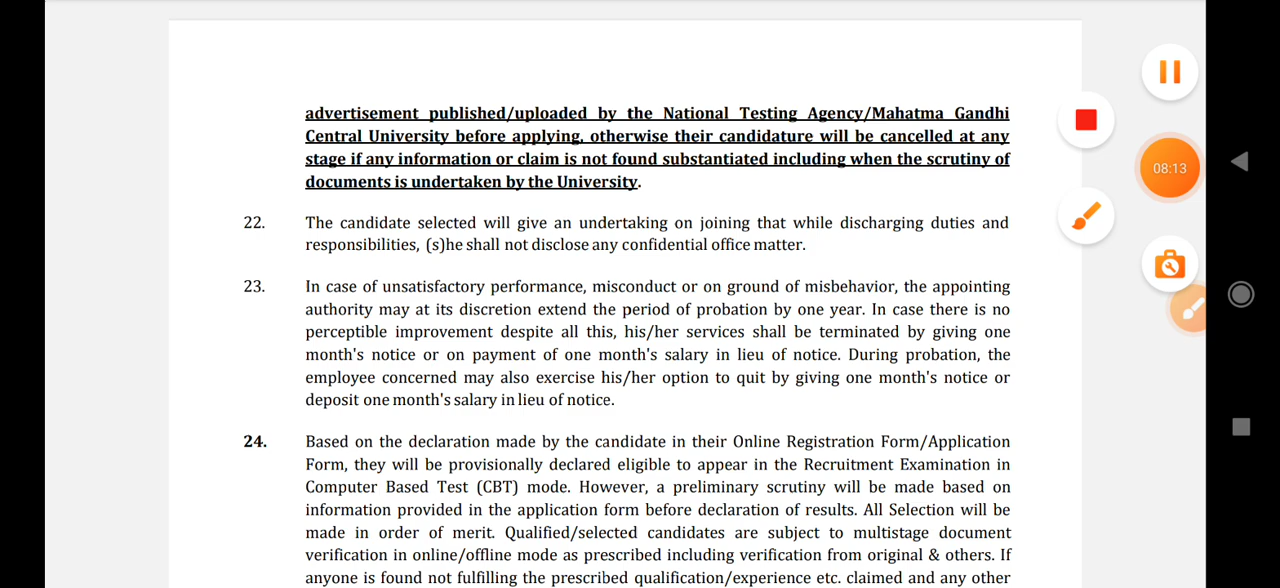 advertisement published/uploaded by the National Testing Agency/Mahatma Gandhi
Central University before applying, otherwise their candidature will be cancelled at any
stage if any information or claim is not found substantiated including when the scrutiny of
documents is undertaken by the University.
22. The candidate selected will give an undertaking on joining that while discharging duties and
responsibilities, (s)he shall not disclose any confidential office matter.
23. In case of unsatisfactory performance, misconduct or on ground of misbehavior, the appointing
authority may at its discretion extend the period of probation by one year. In case there is no
perceptible improvement despite all this, his/her services shall be terminated by giving one
month's notice or on payment of one month's salary in lieu of notice. During probation, the
employee concerned may also exercise his/her option to quit by giving one month's notice or
deposit one month's salary in lieu of notice.
24. Based on the declaration made by the candidate in their Online Registration Form/Application
Form, they will be provisionally declared eligible to appear in the Recruitment Examination in
Computer Based Test (CBT) mode. However, a preliminary scrutiny will be made based on
information provided in the application form before declaration of results. All Selection will be
made in order of merit. Qualified/selected candidates are subject to multistage document
verification in online/offline mode as prescribed including verification from original & others. If
anyone is found not fulfilling the prescribed qualification/experience etc. claimed and any other
08:13